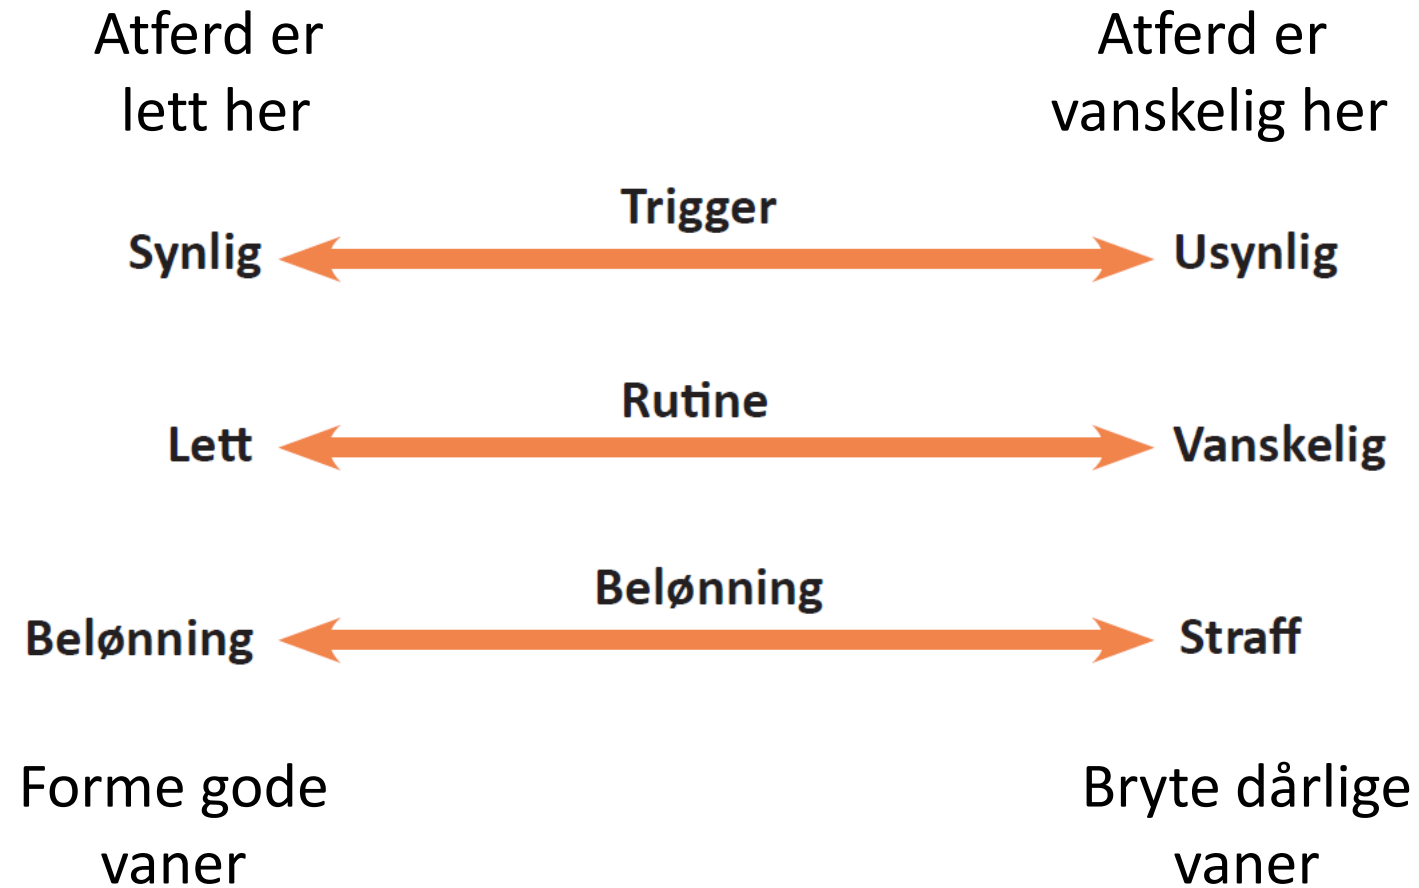 Atferd er
lett her
Atferd er
vanskelig her
Trigger
Synlig
Usynlig
Rutine
Lett
Vanskelig
Belønning
Belønning
Straff
Forme gode
vaner
Bryte dårlige
vaner